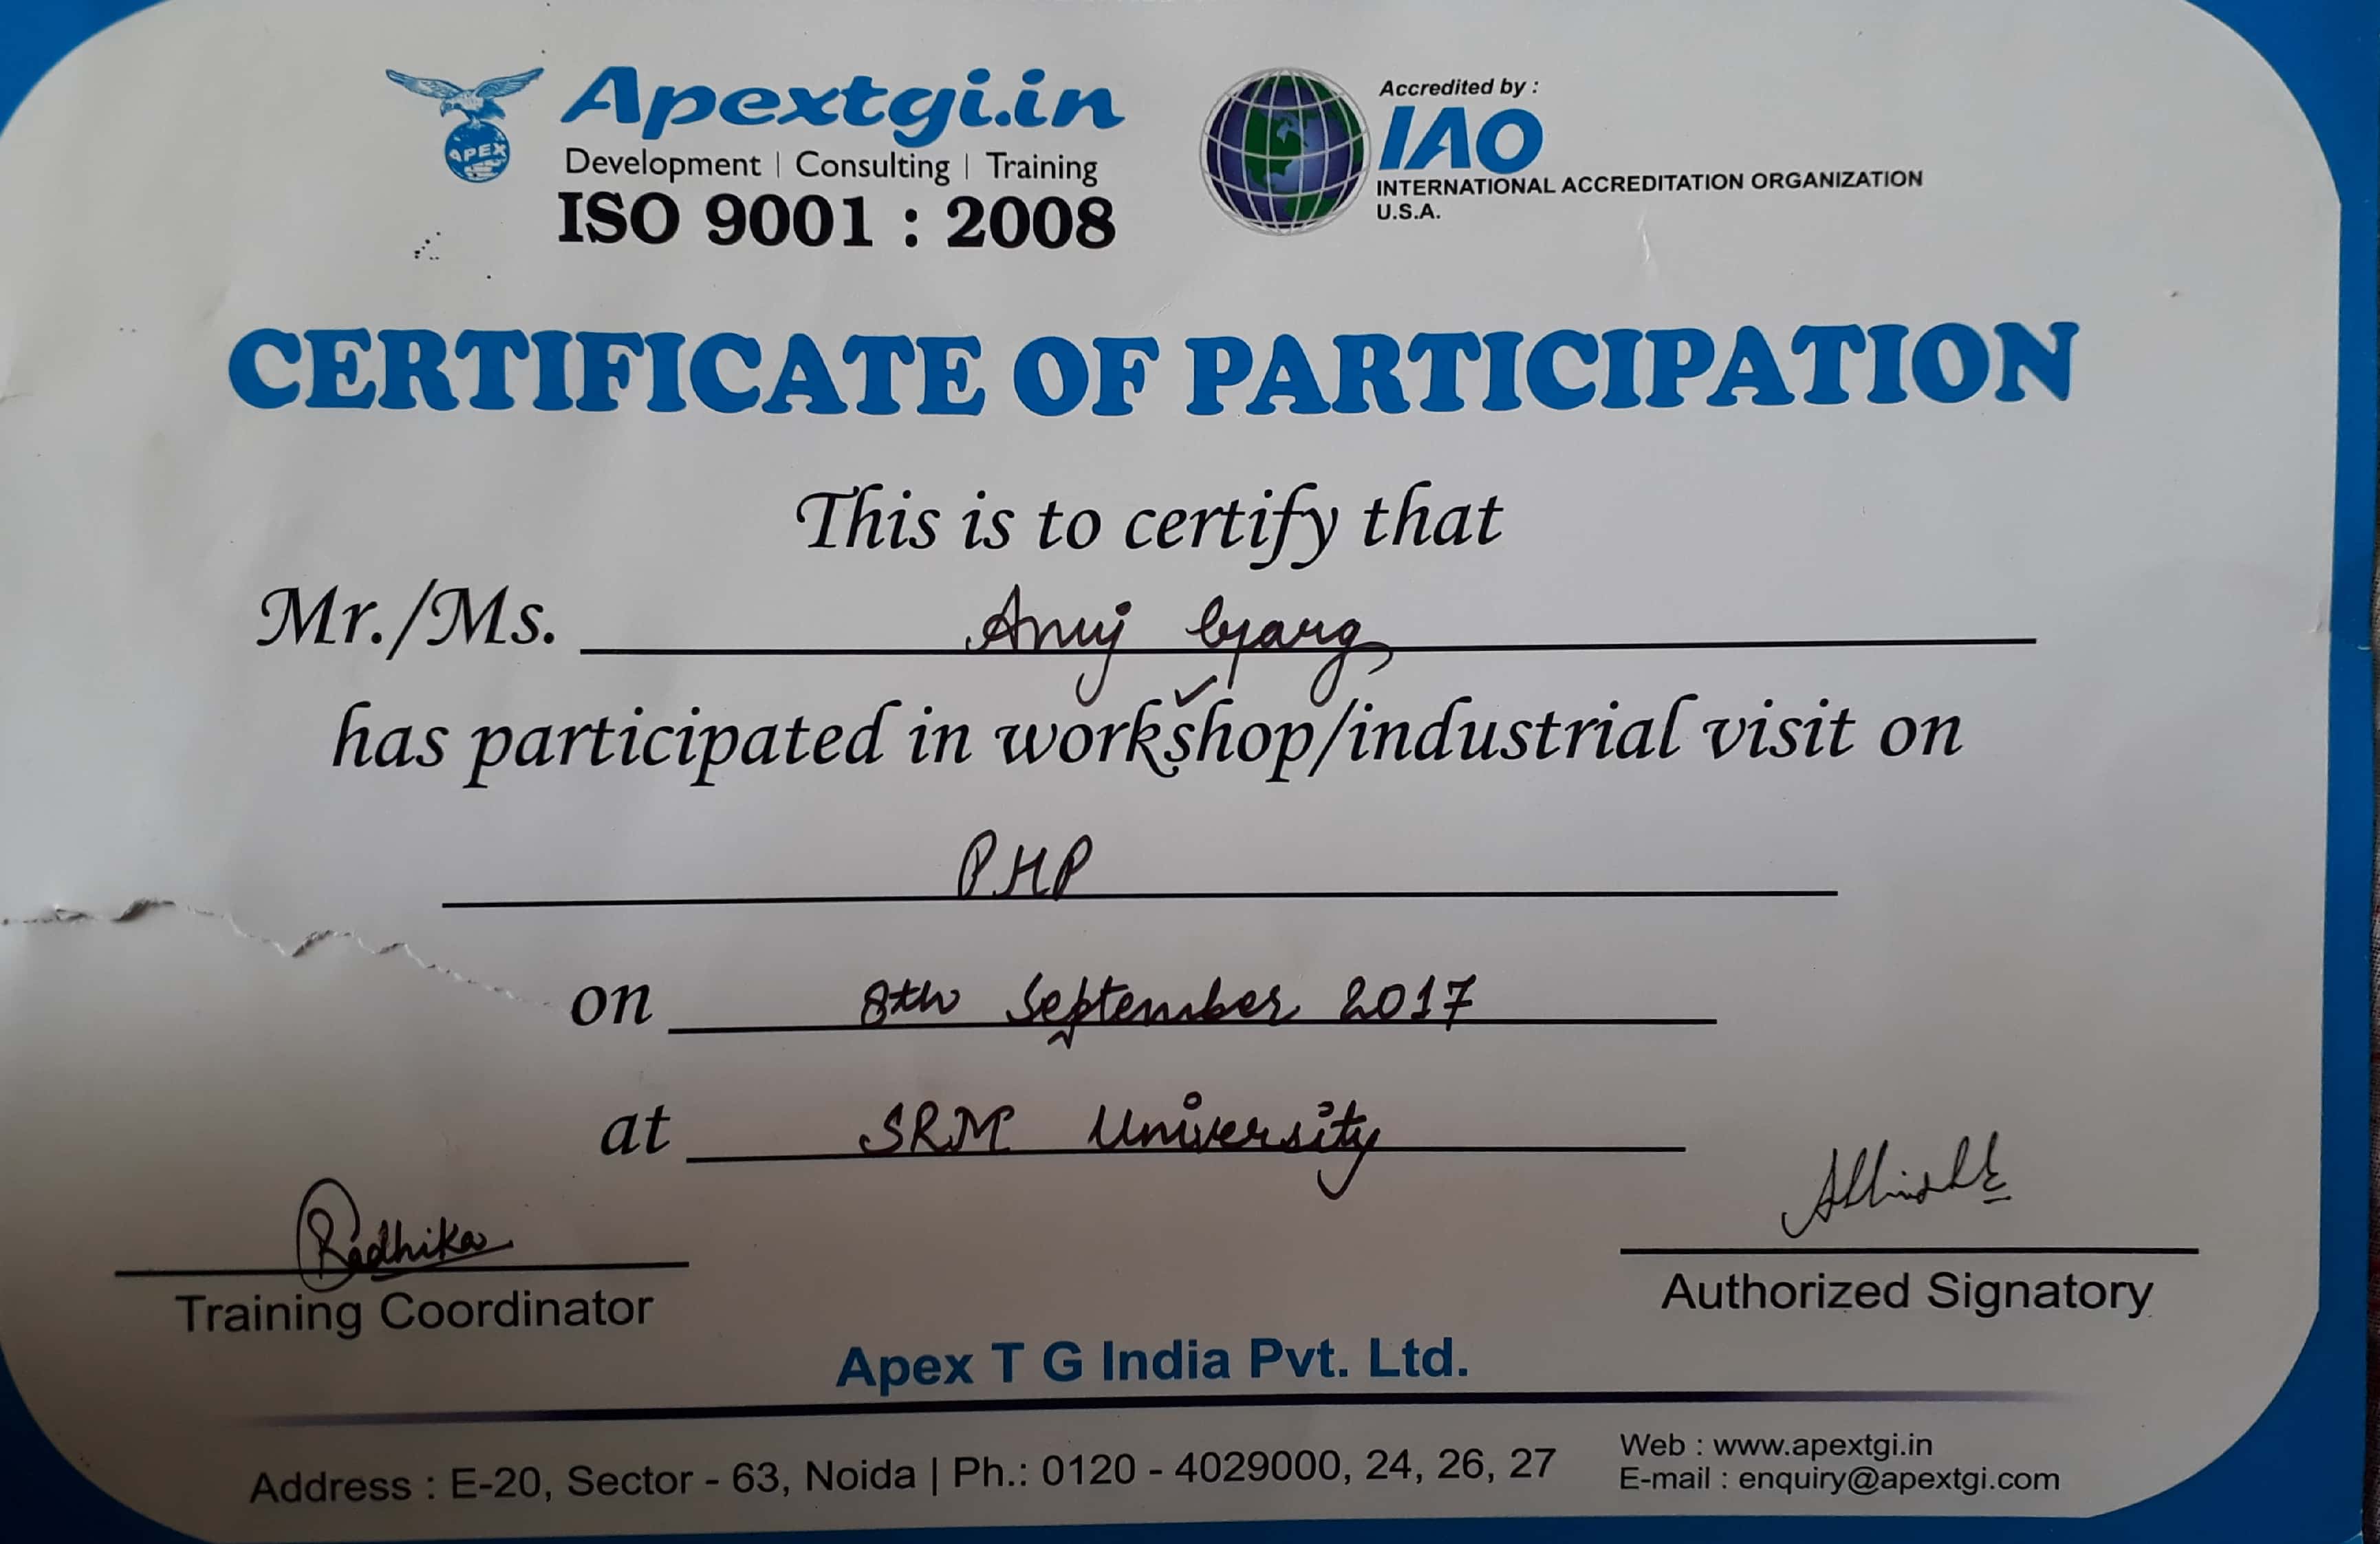 Apextgi.in
Development | Consulting | Training
ISO 9001 : 2008
APEX
Accredited by :
IAO
INTERNATIONAL ACCREDITATION ORGANIZATION
U.S.A.
CERTIFICATE OF PARTICIPATION
This is to certify that
Mr./Ms. Anuj Garg
has participated in workshop/industrial visit on
PHP
on 8th September 2017
at SRM University
Radhika
Training Coordinator
Authorized Signatory
Apex T G India Pvt. Ltd.
Address : E-20, Sector - 63, Noida | Ph.: 0120 - 4029000, 24, 26, 27
Web : www.apextgi.in
E-mail : enquiry@apextgi.com